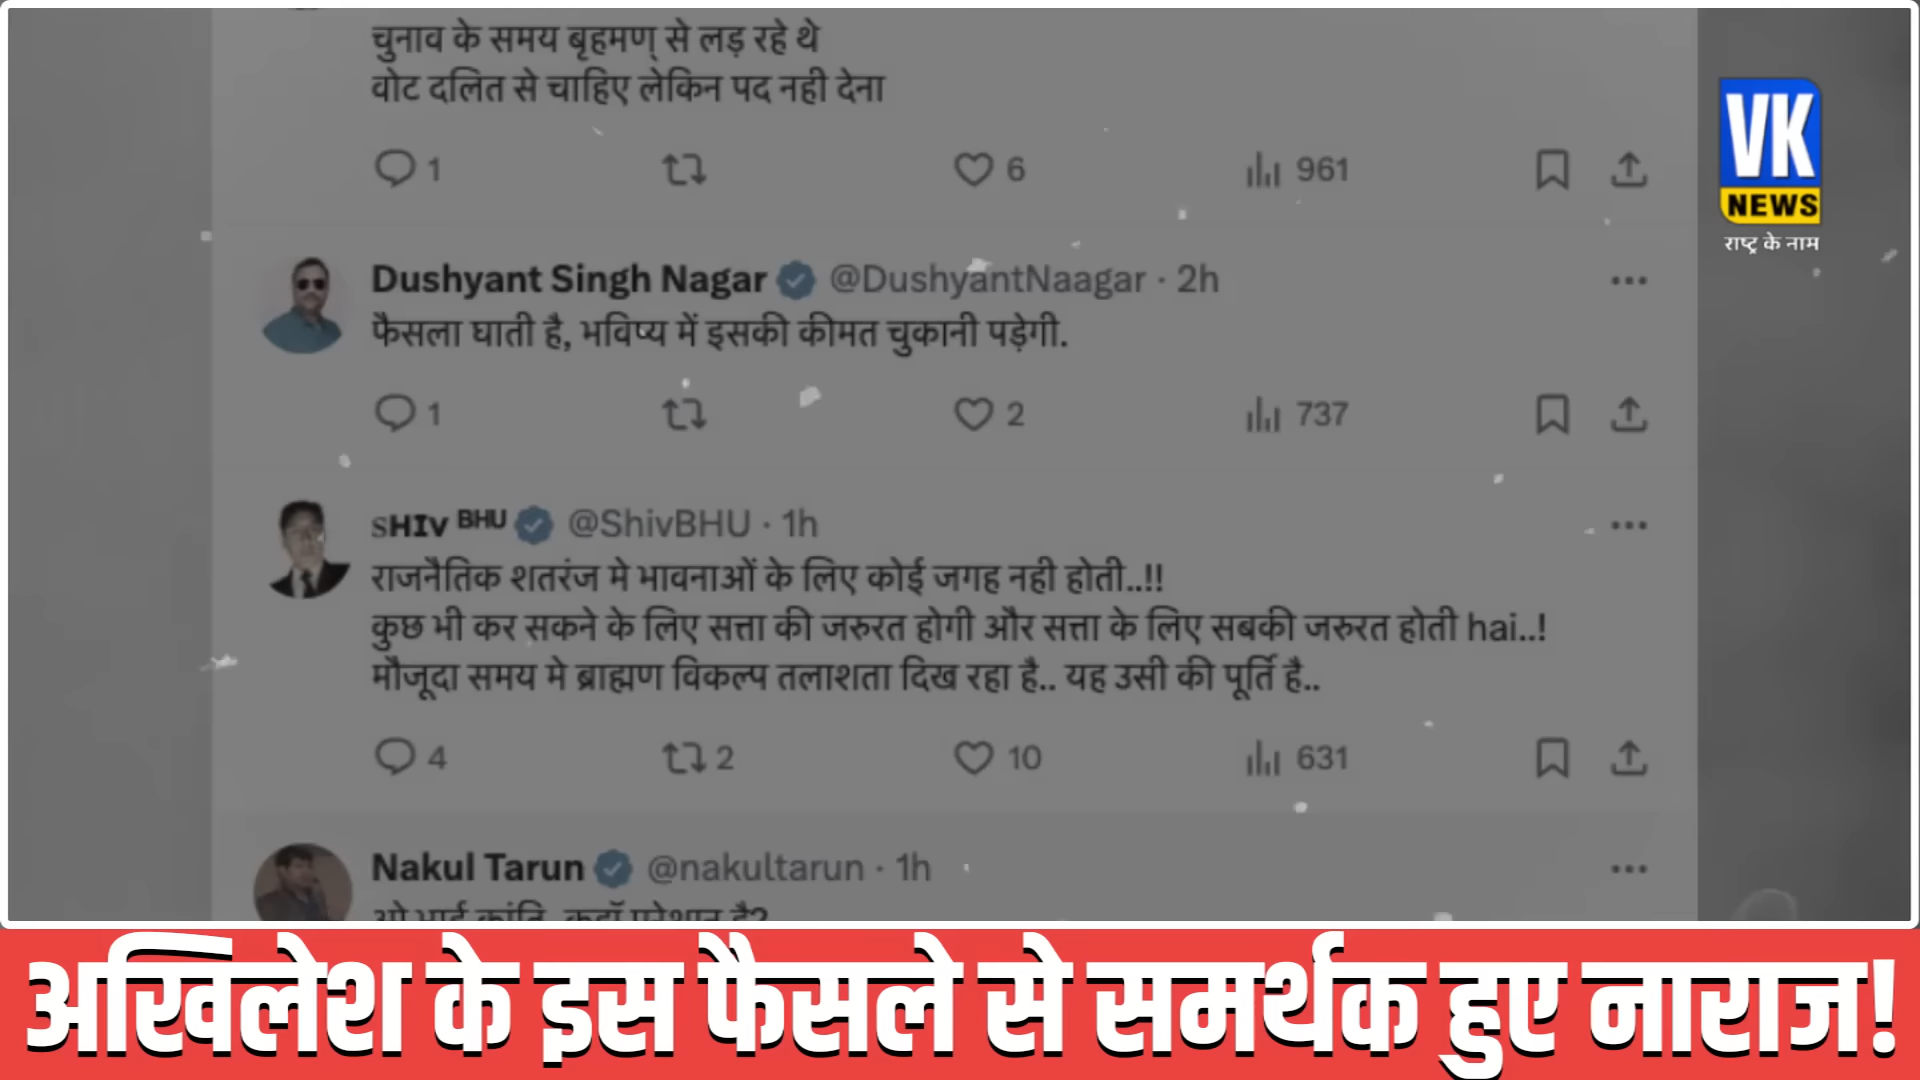 चुनाव के समय बृहमण् से लड़ रहे थे
वोट दलित से चाहिए लेकिन पद नही देना
1 6 961
VK
NEWS
राष्ट्र के नाम
Dushyant Singh Nagar @DushyantNaagar · 2h
फैसला घाती है, भविष्य में इसकी कीमत चुकानी पड़ेगी.
1 2 737
sHIv BHU @ShivBHU · 1h
राजनैतिक शतरंज मे भावनाओं के लिए कोई जगह नही होती..!!
कुछ भी कर सकने के लिए सत्ता की जरुरत होगी और सत्ता के लिए सबकी जरुरत होती hai..!
मौजूदा समय मे ब्राह्मण विकल्प तलाशता दिख रहा है.. यह उसी की पूर्ति है..
4 2 10 631
Nakul Tarun @nakultarun · 1h
ओ भाई क्रांति कहाँ परेशान है?
अखिलेश के इस फैसले से समर्थक हुए नाराज!